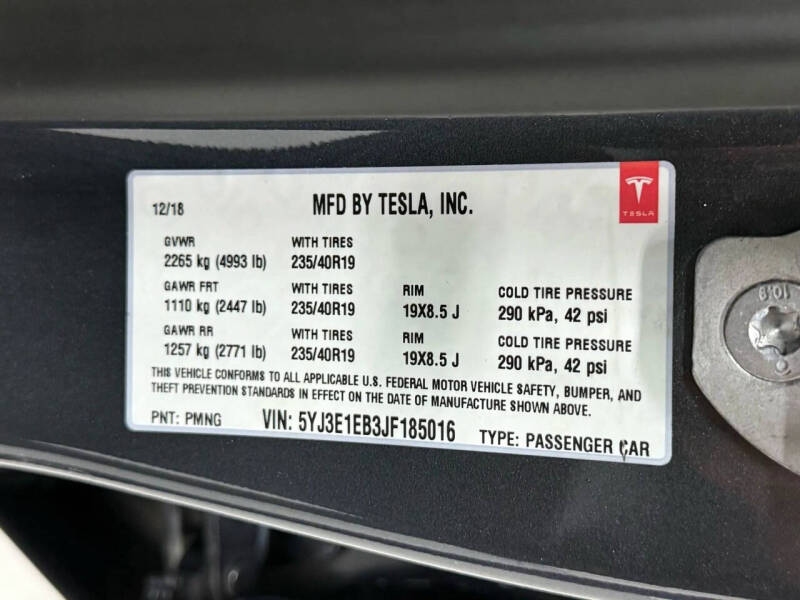 12/18 MFD BY TESLA, INC.
TESLA
GVWR WITH TIRES
2265 kg (4993 lb) 235/40R19
GAWR FRT WITH TIRES RIM COLD TIRE PRESSURE
1110 kg (2447 lb) 235/40R19 19X8.5 J 290 kPa, 42 psi
GAWR RR WITH TIRES RIM COLD TIRE PRESSURE
1257 kg (2771 lb) 235/40R19 19X8.5 J 290 kPa, 42 psi
THIS VEHICLE CONFORMS TO ALL APPLICABLE U.S. FEDERAL MOTOR VEHICLE SAFETY, BUMPER, AND
THEFT PREVENTION STANDARDS IN EFFECT ON THE DATE OF MANUFACTURE SHOWN ABOVE.
PNT: PMNG VIN: 5YJ3E1EB3JF185016 TYPE: PASSENGER CAR